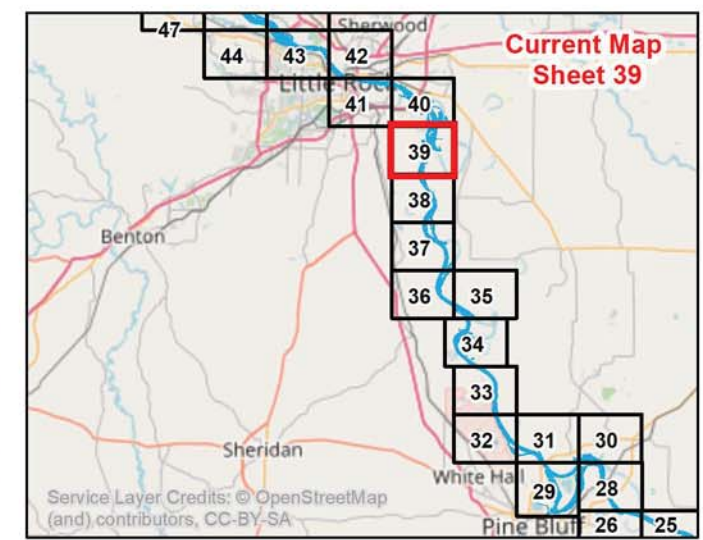 47
Sherwood
44
43
42
Current Map
Sheet 39
Little Rock
41
40
39
38
Benton
37
36
35
34
33
32
31
30
Sheridan
White Hall
29
28
Service Layer Credits: © OpenStreetMap
(and) contributors, CC-BY-SA
Pine Bluff
26
25